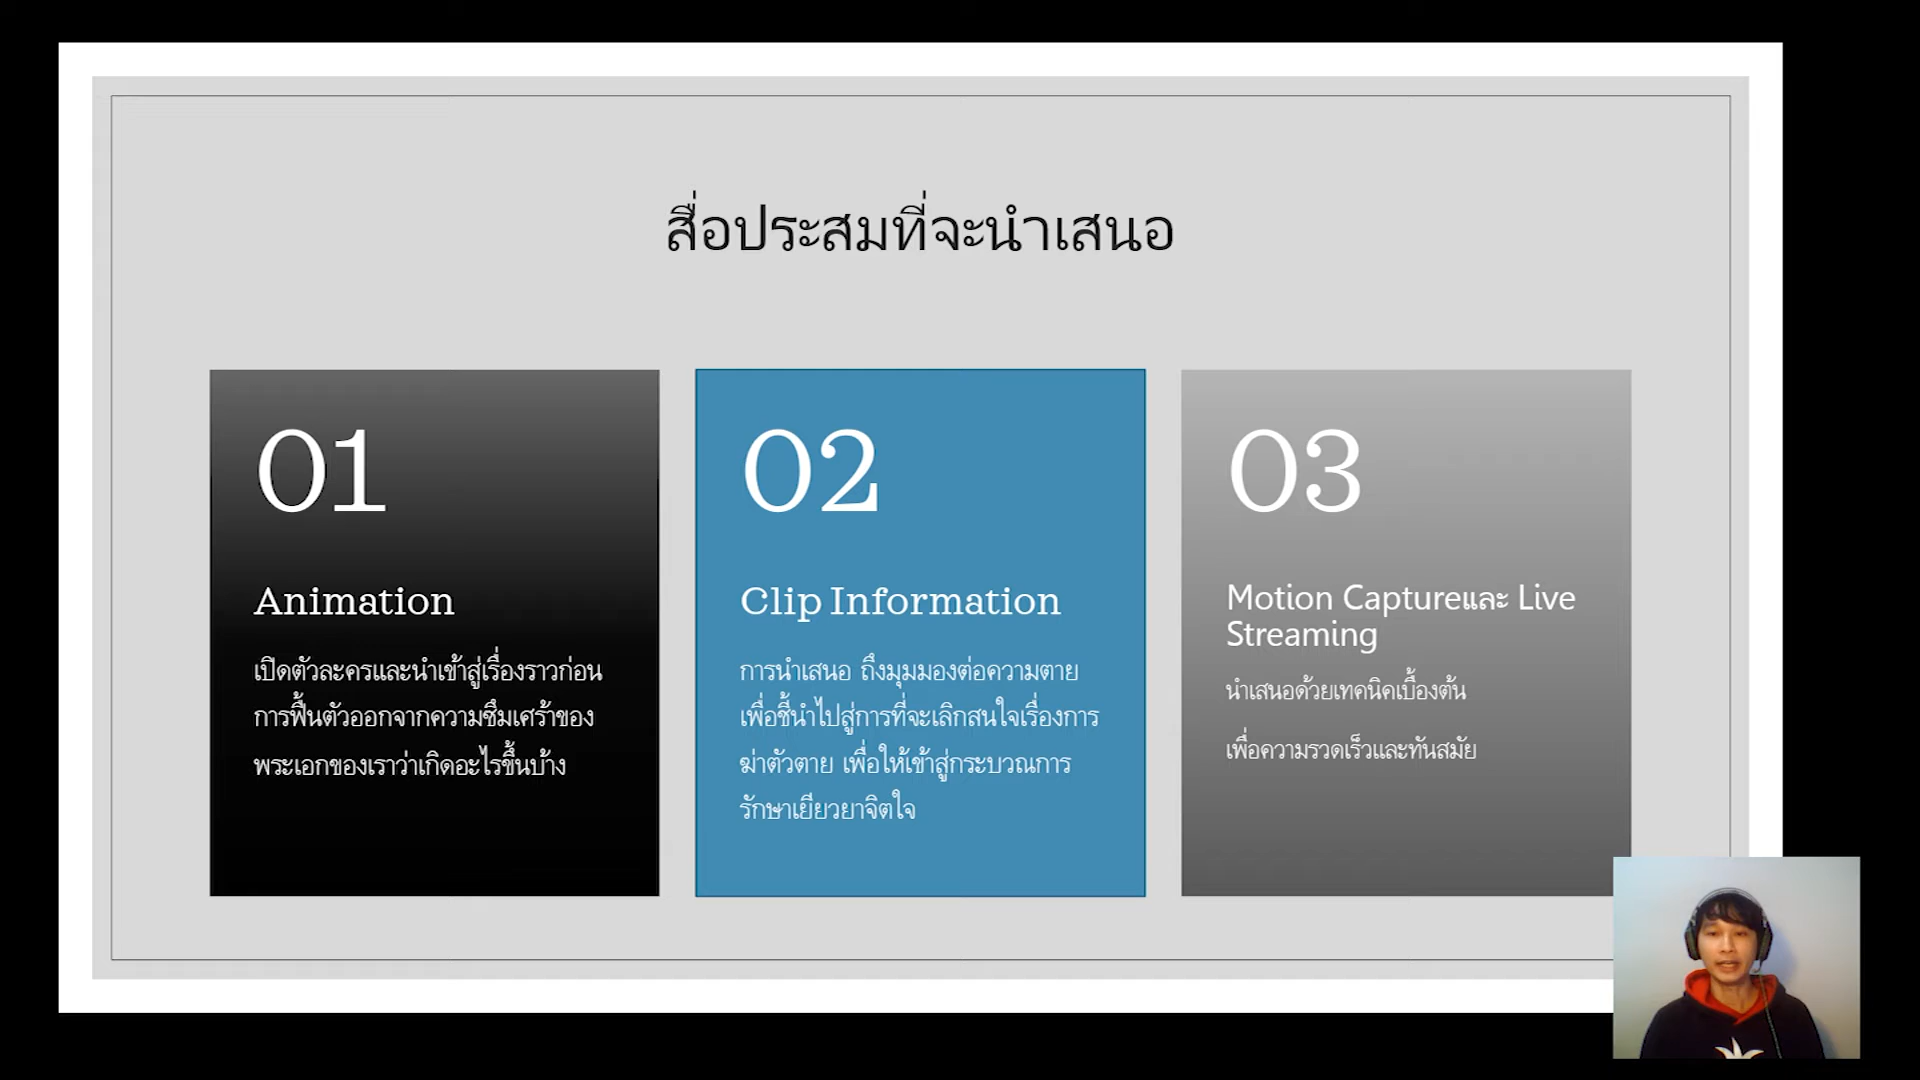 สื่อประสมที่จะนำเสนอ
01
Animation
เปิดตัวละครและนำเข้าสู่เรื่องราวก่อน
การฟื้นตัวออกจากความซึมเศร้าของ
พระเอกของเราว่าเกิดอะไรขึ้นบ้าง
02
Clip Information
การนำเสนอ ถึงมุมมองต่อความตาย
เพื่อชี้นำไปสู่การที่จะเลิกสนใจเรื่องการ
ฆ่าตัวตาย เพื่อให้เข้าสู่กระบวณการ
รักษาเยียวยาจิตใจ
03
Motion Captureและ Live
Streaming
นำเสนอด้วยเทคนิคเบื้องต้น
เพื่อความรวดเร็วและทันสมัย